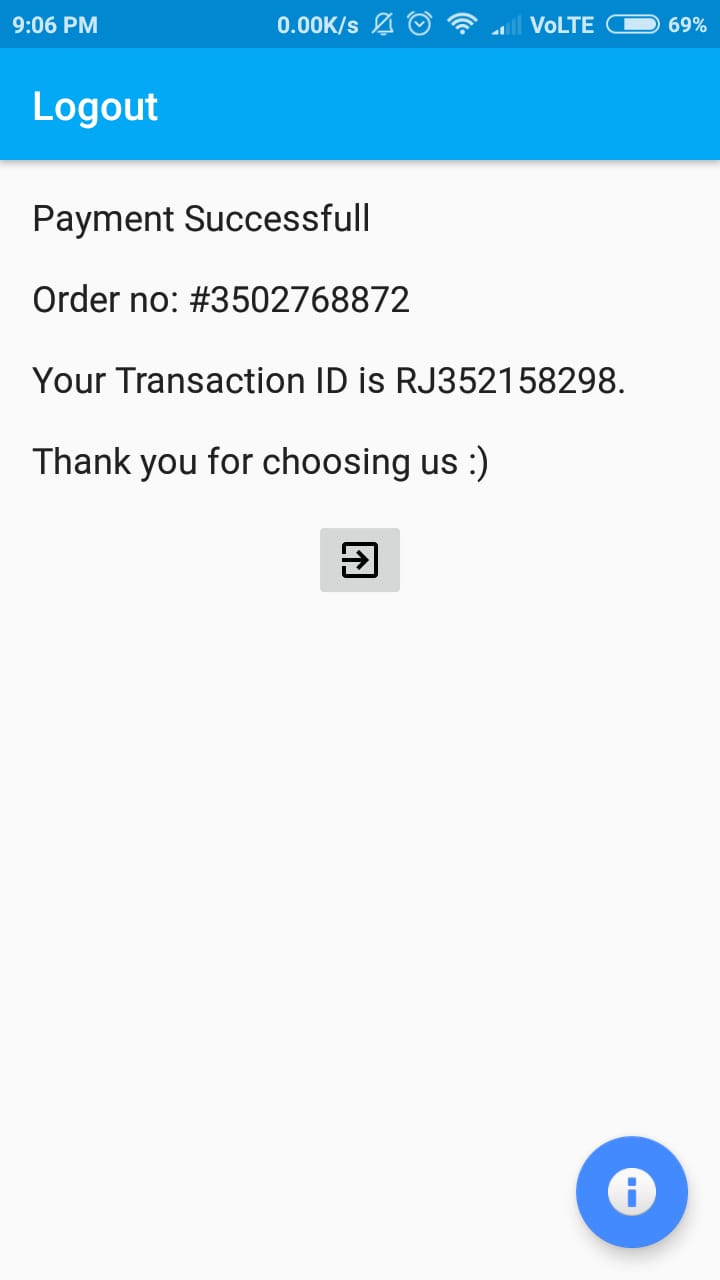 9:06 PM 0.00K/s VoLTE 69%
Logout
Payment Successfull
Order no: #3502768872
Your Transaction ID is RJ352158298.
Thank you for choosing us :)